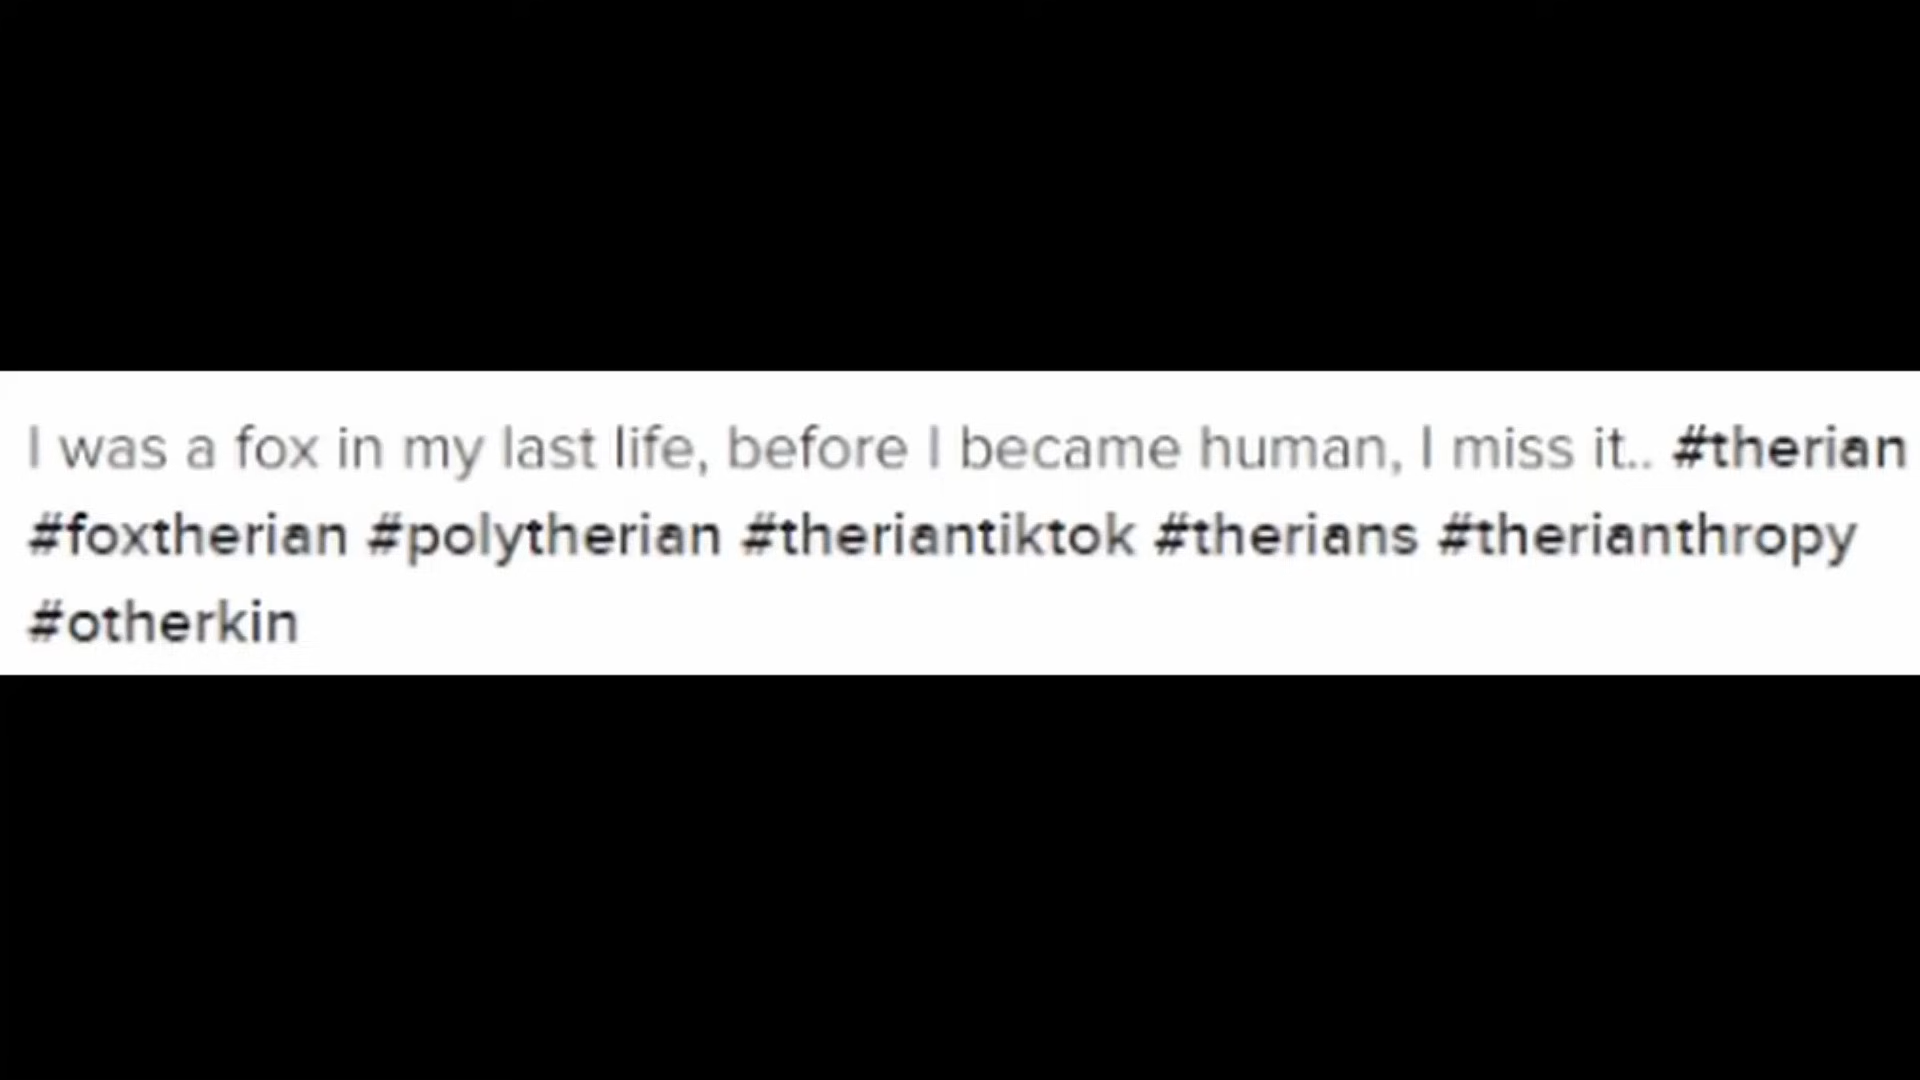 I was a fox in my last life, before I became human, I miss it.. #therian
#foxtherian #polytherian #theriantiktok #therians #therianthropy
#otherkin